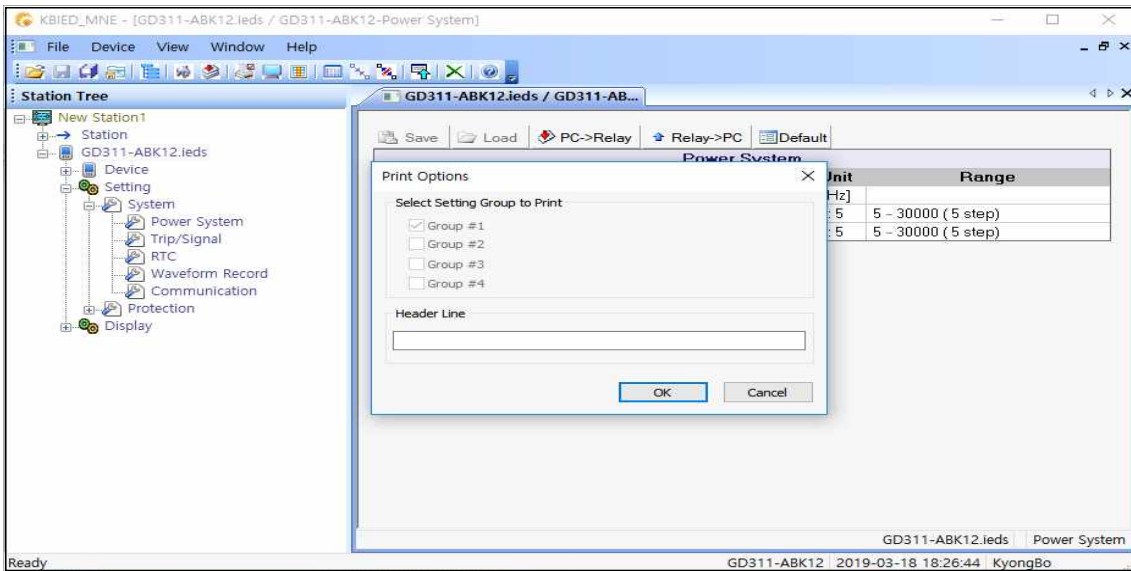 KBIED_MNE - [GD311-ABK12.ieds / GD311-ABK12-Power System]
File Device View Window Help
Station Tree
GD311-ABK12.ieds / GD311-AB...
New Station1
Station
GD311-ABK12.ieds
Device
Setting
System
Power System
Trip/Signal
RTC
Waveform Record
Communication
Protection
Display
Save Load PC->Relay Relay->PC Default
Power System
Range
Hz]
: 5 5 - 30000 ( 5 step)
: 5 5 - 30000 ( 5 step)
Print Options
Select Setting Group to Print
Group #1
Group #2
Group #3
Group #4
Header Line
OK Cancel
GD311-ABK12.ieds Power System
Ready GD311-ABK12 2019-03-18 18:26:44 KyongBo